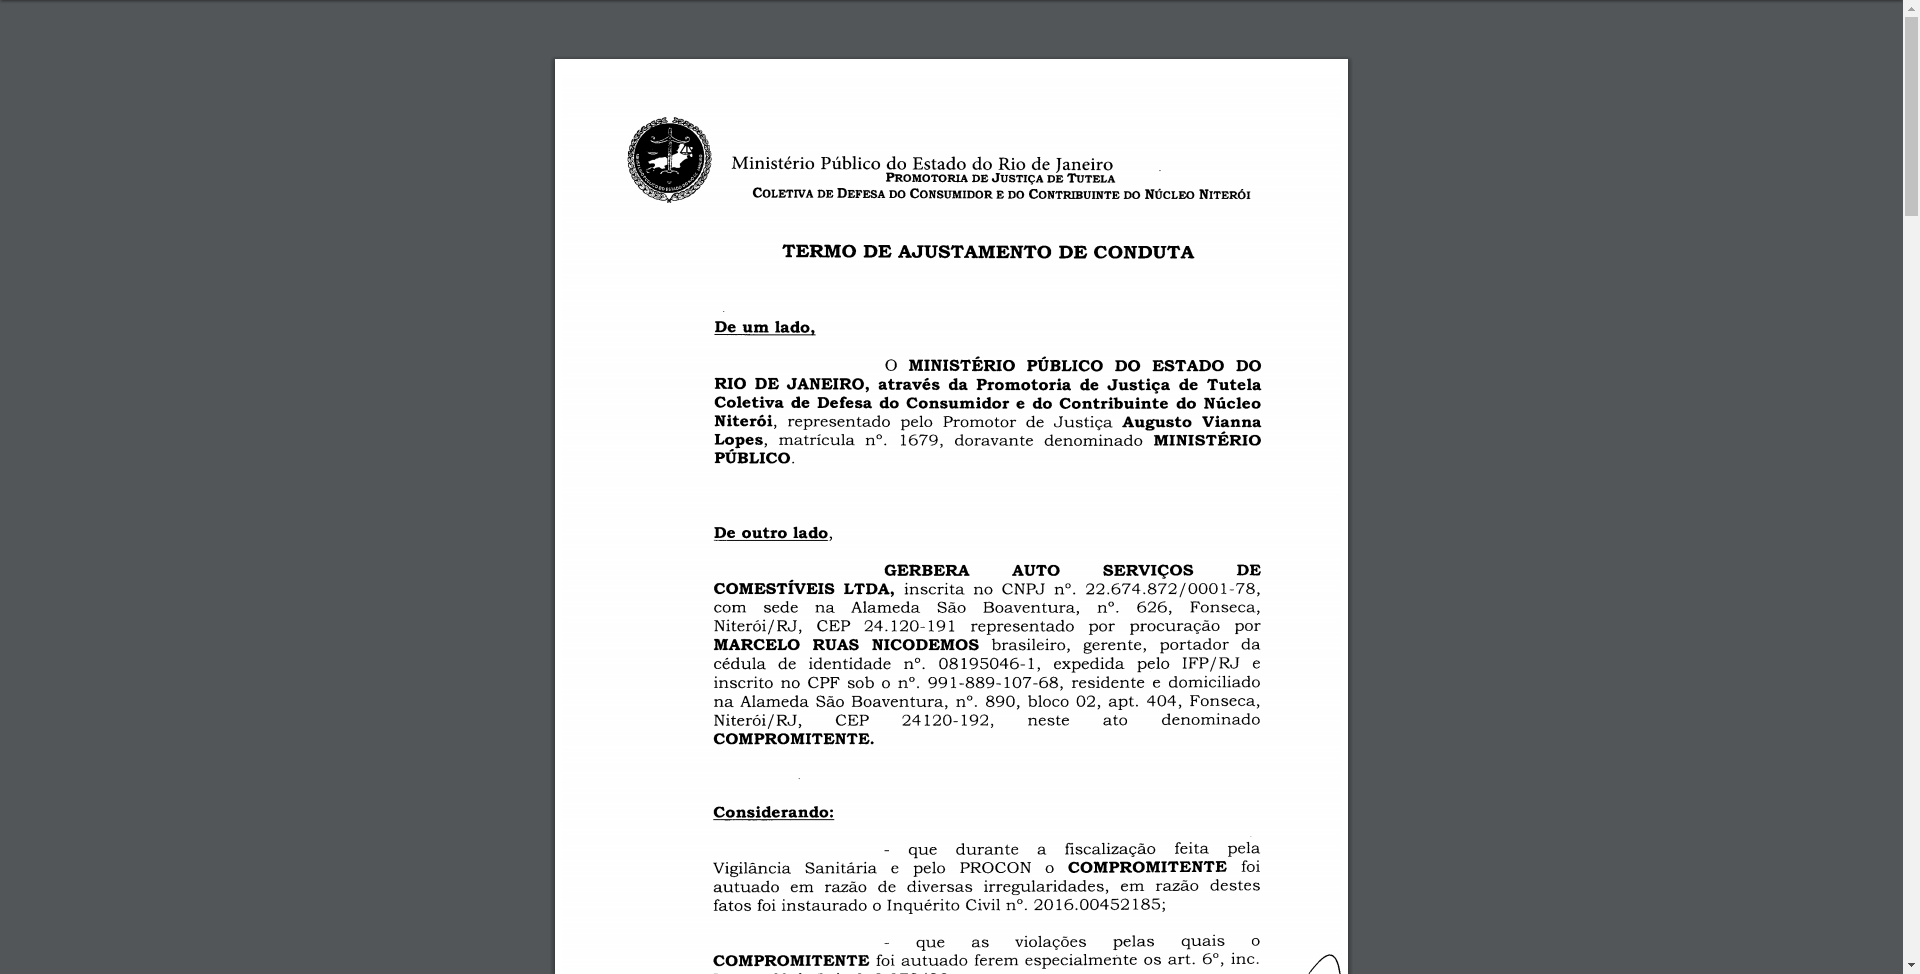 Ministério Público do Estado do Rio de Janeiro
PROMOTORIA DE JUSTIÇA DE TUTELA
COLETIVA DE DEFESA DO CONSUMIDOR E DO CONTRIBUINTE DO NÚCLEO NITERÓI
TERMO DE AJUSTAMENTO DE CONDUTA
De um lado,
O MINISTÉRIO PÚBLICO DO ESTADO DO
RIO DE JANEIRO, através da Promotoria de Justiça de Tutela
Coletiva de Defesa do Consumidor e do Contribuinte do Núcleo
Niterói, representado pelo Promotor de Justiça Augusto Vianna
Lopes, matrícula nº. 1679, doravante denominado MINISTÉRIO
PÚBLICO.
De outro lado,
GERBERA AUTO SERVIÇOS DE
COMESTÍVEIS LTDA, inscrita no CNPJ nº. 22.674.872/0001-78,
com sede na Alameda São Boaventura, nº. 626, Fonseca,
Niterói/RJ, CEP 24.120-191 representado por procuração por
MARCELO RUAS NICODEMOS brasileiro, gerente, portador da
cédula de identidade nº. 08195046-1, expedida pelo IFP/RJ e
inscrito no CPF sob o nº. 991-889-107-68, residente e domiciliado
na Alameda São Boaventura, nº. 890, bloco 02, apt. 404, Fonseca,
Niterói/RJ, CEP 24120-192, neste ato denominado
COMPROMITENTE.
Considerando:
- que durante a fiscalização feita pela
Vigilância Sanitária e pelo PROCON o COMPROMITENTE foi
autuado em razão de diversas irregularidades, em razão destes
fatos foi instaurado o Inquérito Civil nº. 2016.00452185;
- que as violações pelas quais o
COMPROMITENTE foi autuado ferem especialmente os art. 6º, inc.